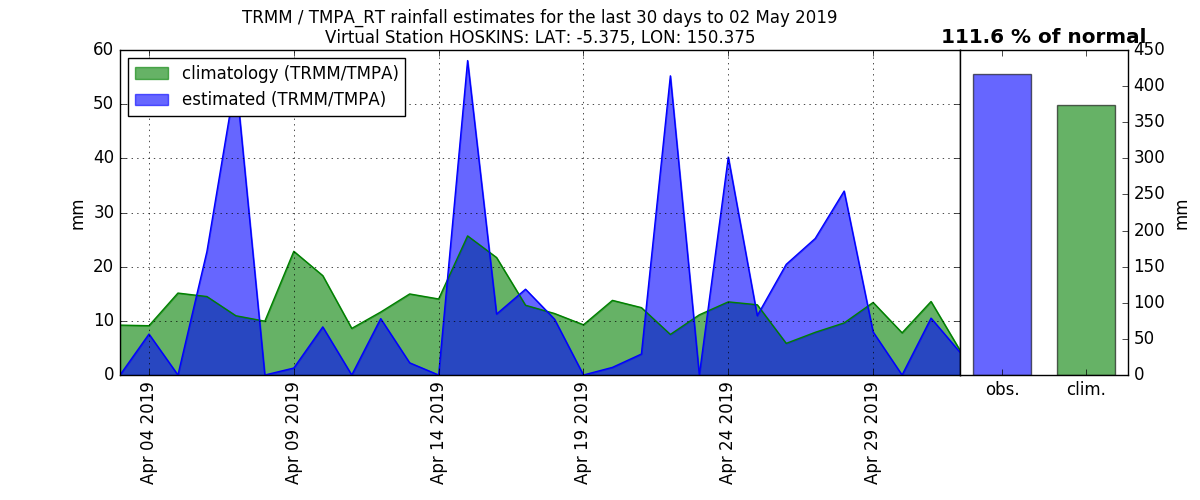 TRMM / TMPA_RT rainfall estimates for the last 30 days to 02 May 2019
Virtual Station HOSKINS: LAT: -5.375, LON: 150.375
111.6 % of normal
climatology (TRMM/TMPA)
estimated (TRMM/TMPA)
60
50
40
30
20
10
0
mm
Apr 04 2019
Apr 09 2019
Apr 14 2019
Apr 19 2019
Apr 24 2019
Apr 29 2019
450
400
350
300
250
200
150
100
50
0
mm
obs.
clim.